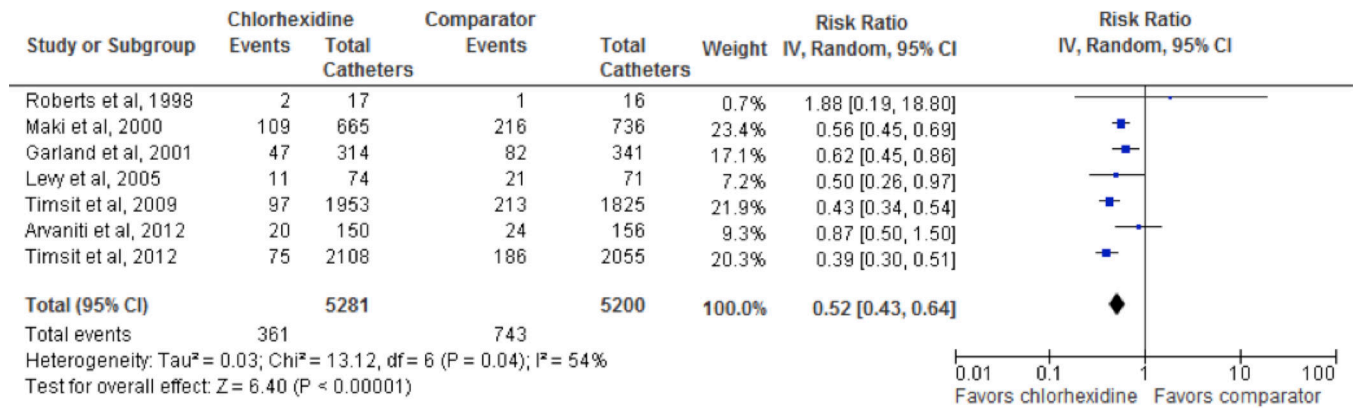 Chlorhexidine Comparator Risk Ratio Risk Ratio
Study or Subgroup Events Total Catheters Events Total Catheters Weight IV, Random, 95% CI IV, Random, 95% CI
Roberts et al, 1998 2 17 1 16 0.7% 1.88 [0.19, 18.80]
Maki et al, 2000 109 665 216 736 23.4% 0.56 [0.45, 0.69]
Garland et al, 2001 47 314 82 341 17.1% 0.62 [0.45, 0.86]
Levy et al, 2005 11 74 21 71 7.2% 0.50 [0.26, 0.97]
Timsit et al, 2009 97 1953 213 1825 21.9% 0.43 [0.34, 0.54]
Arvaniti et al, 2012 20 150 24 156 9.3% 0.87 [0.50, 1.50]
Timsit et al, 2012 75 2108 186 2055 20.3% 0.39 [0.30, 0.51]
Total (95% CI) 5281 5200 100.0% 0.52 [0.43, 0.64]
Total events 361 743
Heterogeneity: Tau² = 0.03; Chi² = 13.12, df = 6 (P = 0.04); I² = 54%
Test for overall effect: Z = 6.40 (P < 0.00001)
0.01 0.1 1 10 100
Favors chlorhexidine Favors comparator